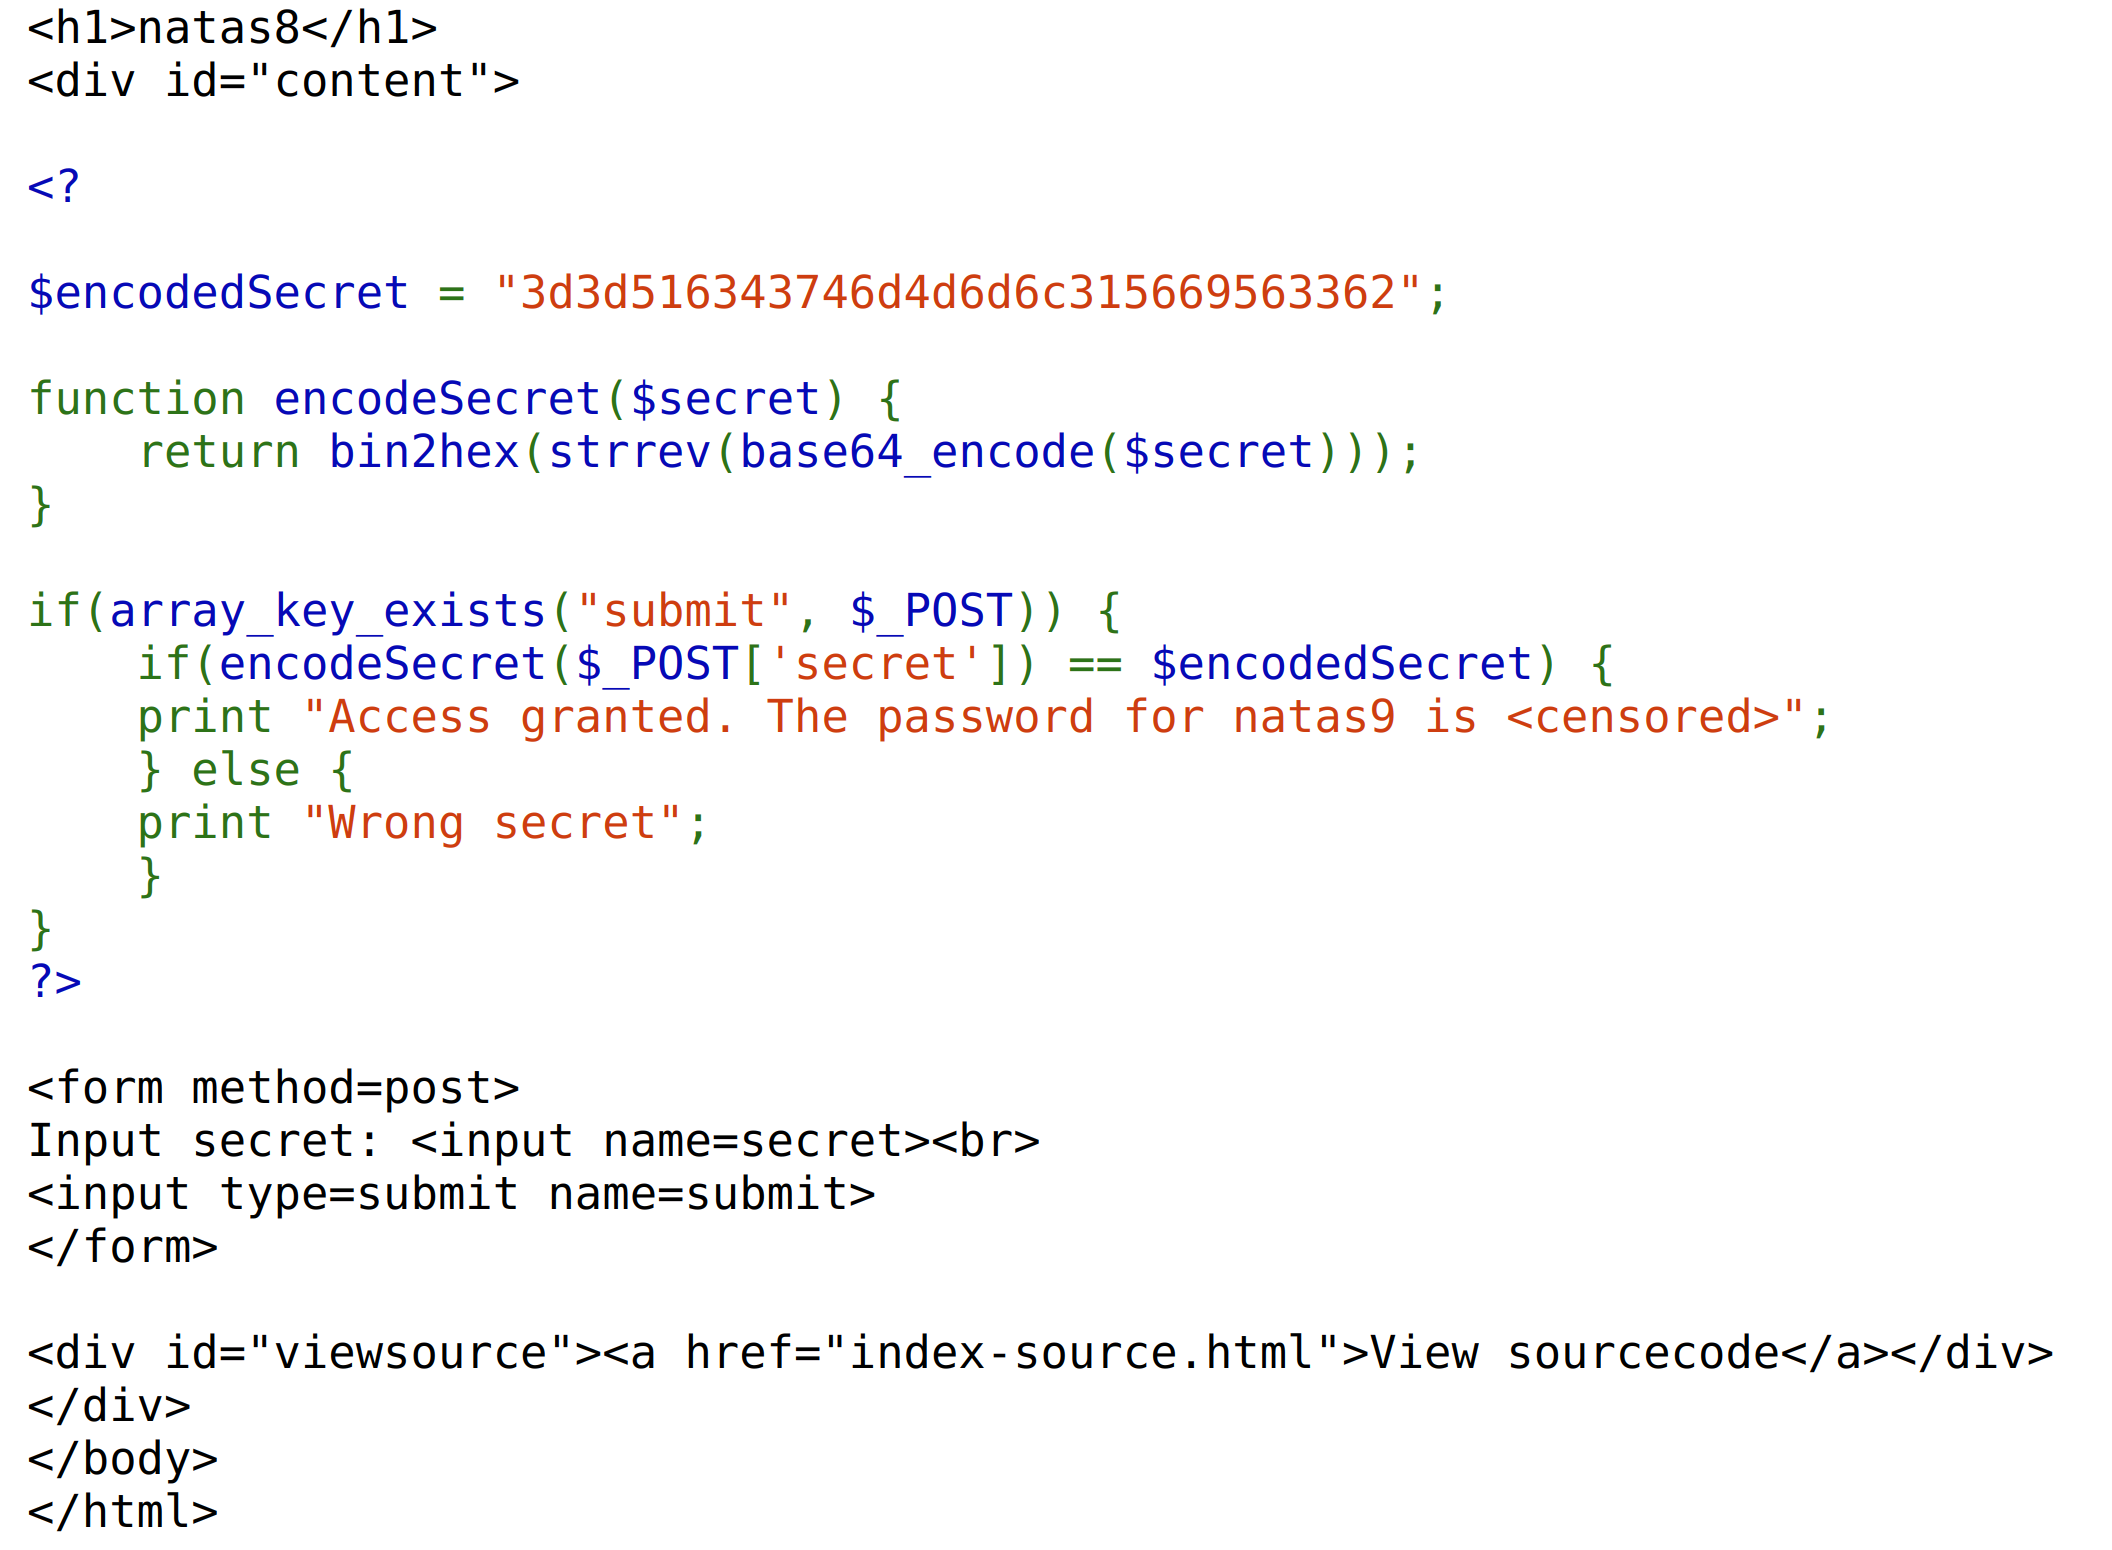 <h1>natas8</h1>
<div id="content">
<?
$encodedSecret = "3d3d516343746d4d6d6c315669563362";
function encodeSecret($secret) {
    return bin2hex(strrev(base64_encode($secret)));
}
if(array_key_exists("submit", $_POST)) {
    if(encodeSecret($_POST['secret']) == $encodedSecret) {
    print "Access granted. The password for natas9 is <censored>";
    } else {
    print "Wrong secret";
    }
}
?>
<form method=post>
Input secret: <input name=secret><br>
<input type=submit name=submit>
</form>
<div id="viewsource"><a href="index-source.html">View sourcecode</a></div>
</div>
</body>
</html>